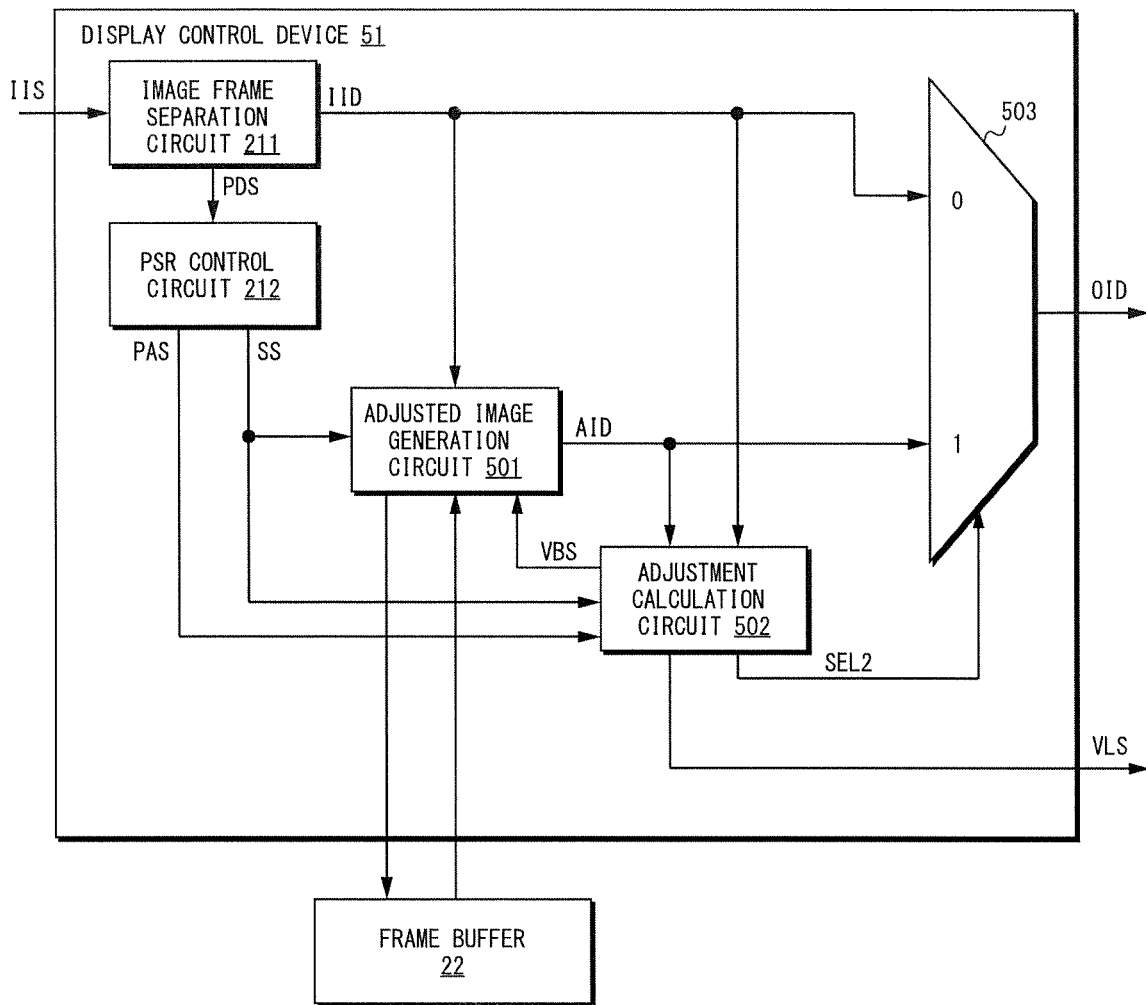 DISPLAY CONTROL DEVICE 51
IIS
IMAGE FRAME
SEPARATION
CIRCUIT 211
IID
503
PDS
0
PSR CONTROL
CIRCUIT 212
OID
PAS
SS
ADJUSTED IMAGE
GENERATION
CIRCUIT 501
AID
1
VBS
ADJUSTMENT
CALCULATION
CIRCUIT 502
SEL2
VLS
FRAME BUFFER
22